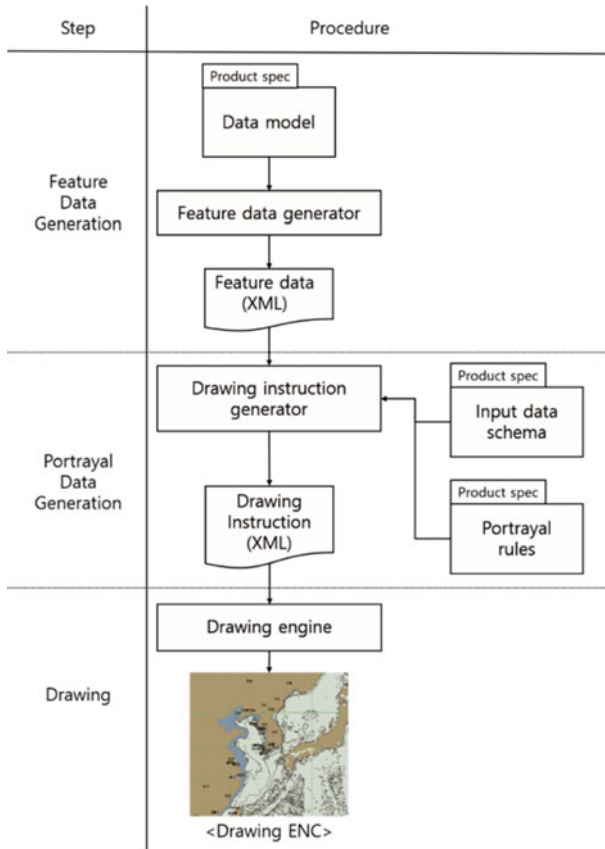 Step
Procedure
Product spec
Data model
Feature
Data
Generation
Feature data generator
Feature data
(XML)
Portrayal
Data
Generation
Drawing instruction
generator
Product spec
Input data
schema
Drawing
Instruction
(XML)
Product spec
Portrayal
rules
Drawing
Drawing engine
<Drawing ENC>